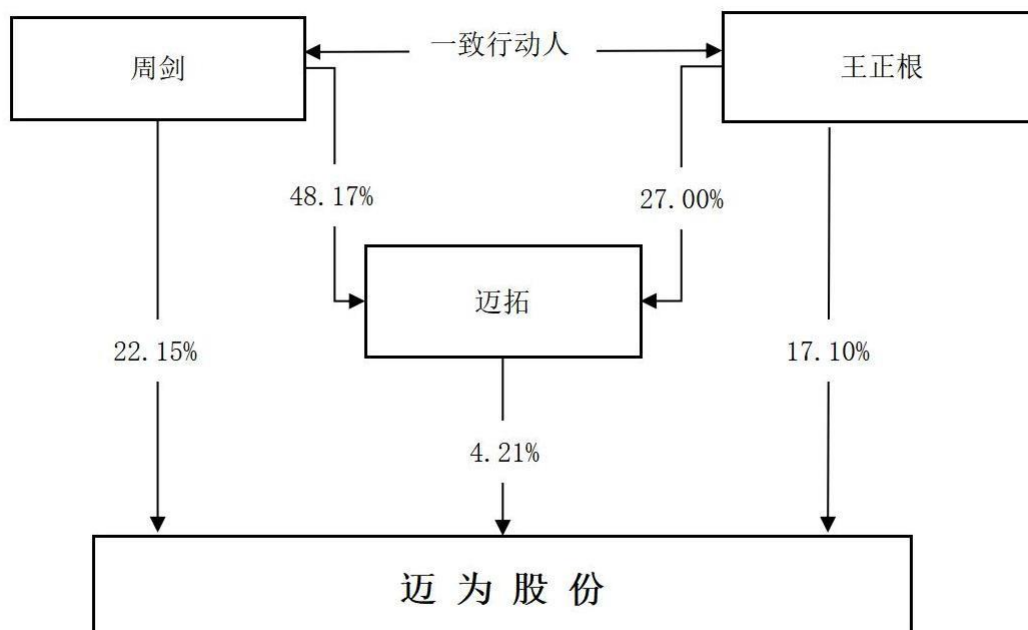 一致行动人
周剑
王正根
48.17%
27.00%
迈拓
22.15%
17.10%
4.21%
迈为股份